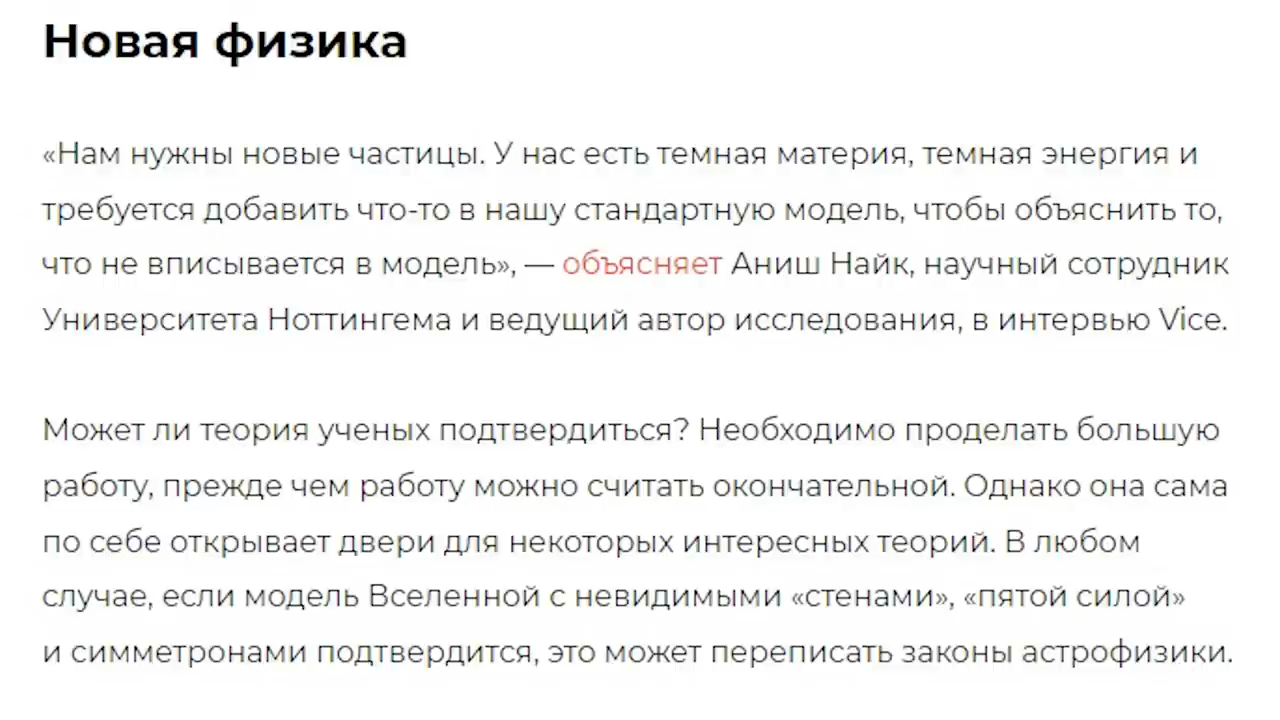 Новая физика
«Нам нужны новые частицы. У нас есть темная материя, темная энергия и
требуется добавить что-то в нашу стандартную модель, чтобы объяснить то,
что не вписывается в модель», — объясняет Аниш Найк, научный сотрудник
Университета Ноттингема и ведущий автор исследования, в интервью Vice.
Может ли теория ученых подтвердиться? Необходимо проделать большую
работу, прежде чем работу можно считать окончательной. Однако она сама
по себе открывает двери для некоторых интересных теорий. В любом
случае, если модель Вселенной с невидимыми «стенами», «пятой силой»
и симметронами подтвердится, это может переписать законы астрофизики.